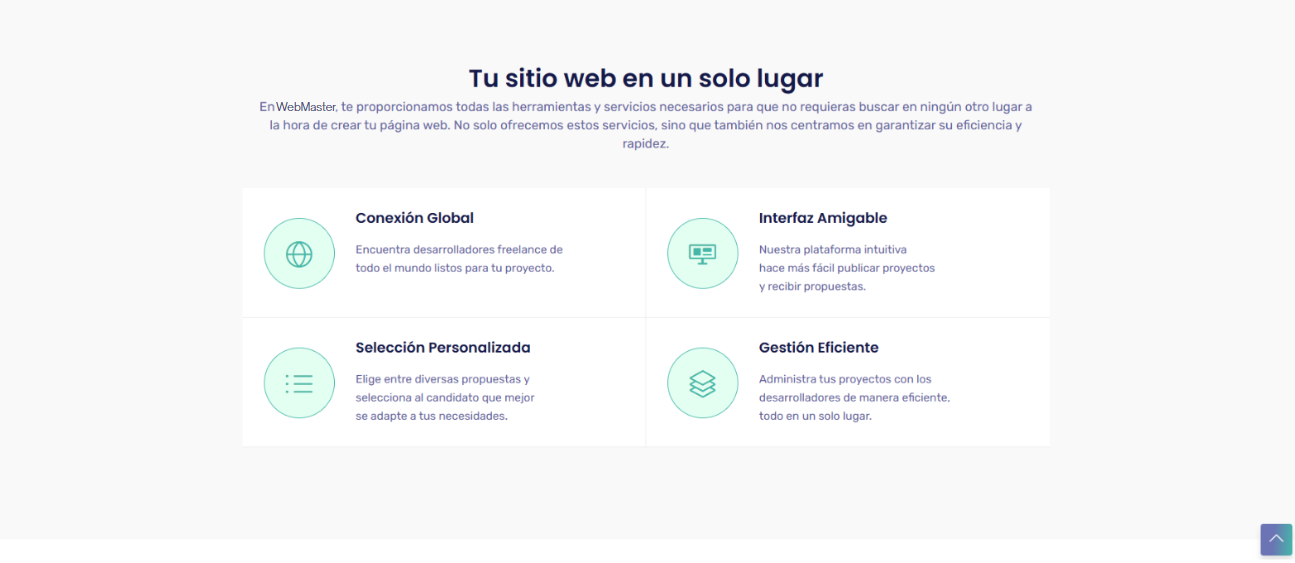 Tu sitio web en un solo lugar
En WebMaster, te proporcionamos todas las herramientas y servicios necesarios para que no requieras buscar en ningún otro lugar a
la hora de crear tu página web. No solo ofrecemos estos servicios, sino que también nos centramos en garantizar su eficiencia y
rapidez.
Conexión Global
Encuentra desarrolladores freelance de
todo el mundo listos para tu proyecto.
Interfaz Amigable
Nuestra plataforma intuitiva
hace más fácil publicar proyectos
y recibir propuestas.
Selección Personalizada
Elige entre diversas propuestas y
selecciona al candidato que mejor
se adapte a tus necesidades.
Gestión Eficiente
Administra tus proyectos con los
desarrolladores de manera eficiente,
todo en un solo lugar.